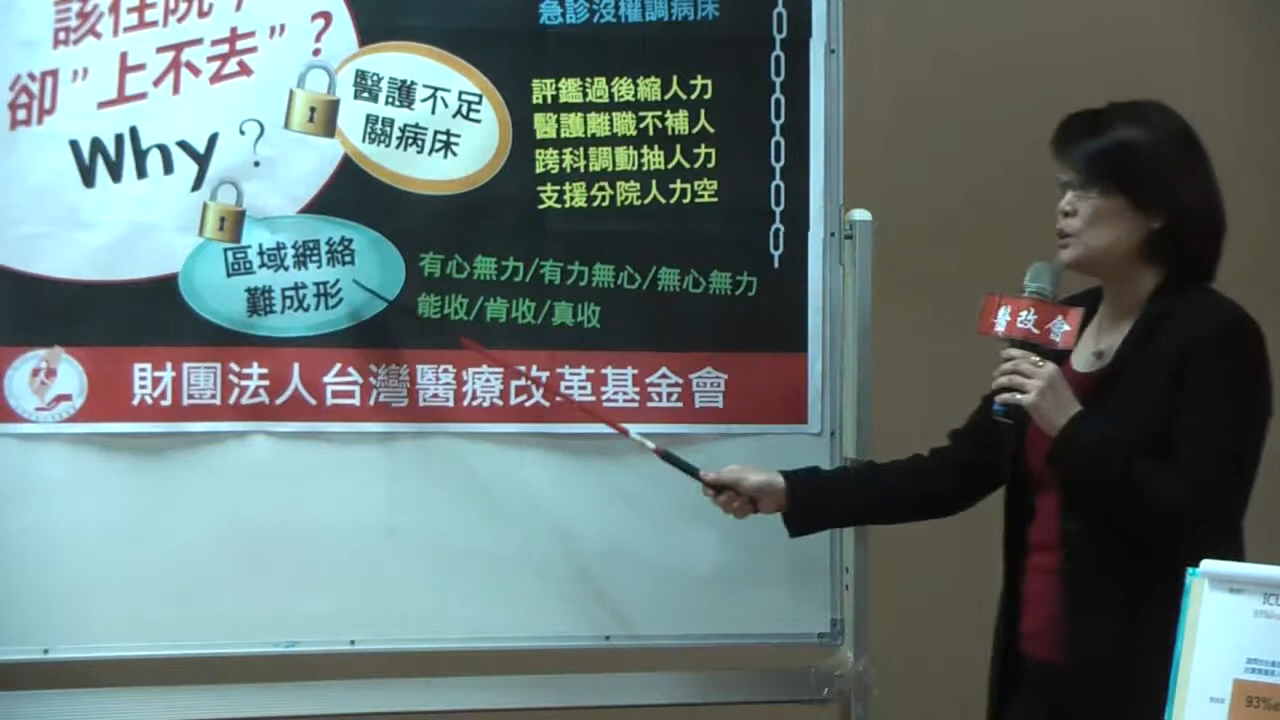 急診沒權調病床
該住院，
卻"上不去"？
Why？
醫護不足
關病床
評鑑過後縮人力
醫護離職不補人
跨科調動抽人力
支援分院人力空
區域網絡
難成形
有心無力/有力無心/無心無力
能收/肯收/真收
財團法人台灣醫療改革基金會
醫改會
ICU
93%